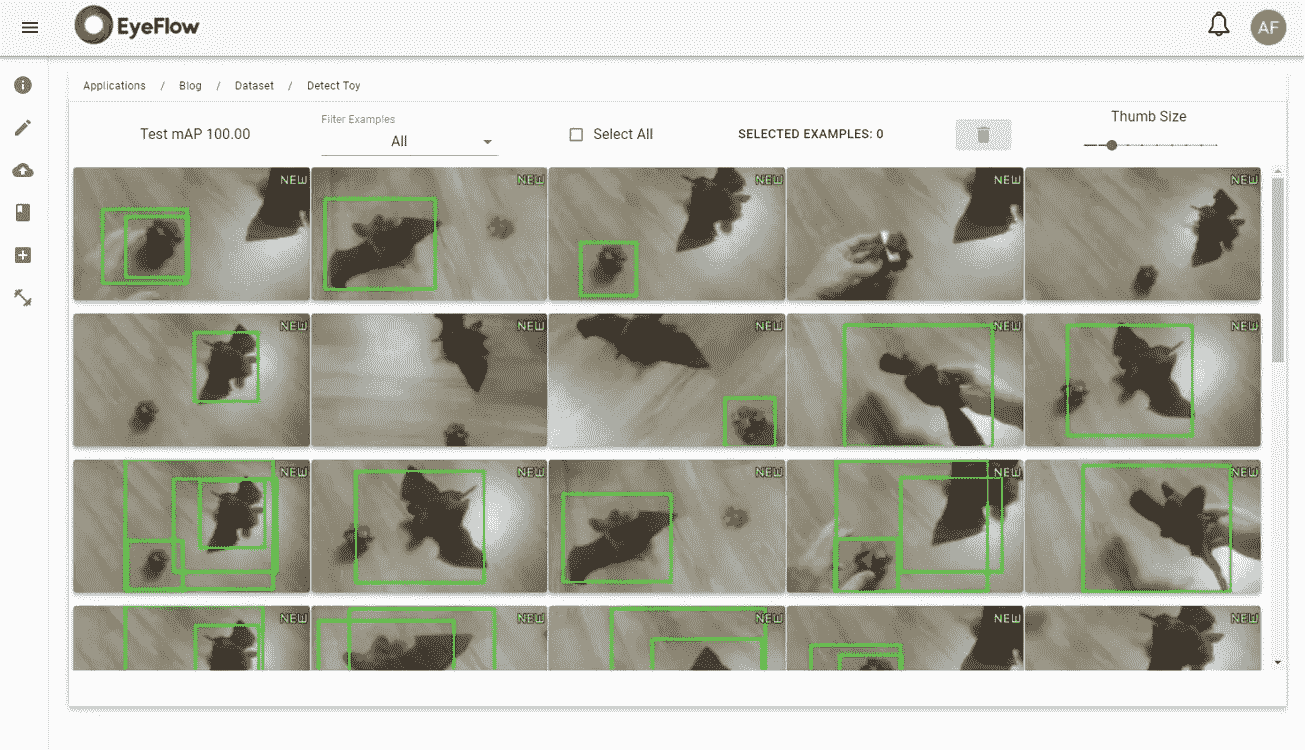 EyeFlow
AF
Applications / Blog / Dataset / Detect Toy
Test mAP 100.00
Filter Examples
All
Select All
SELECTED EXAMPLES: 0
Thumb Size
NEW NEW NEW NEW NEW
NEW NEW NEW NEW NEW
NEW NEW NEW NEW NEW
NEW NEW NEW NEW NEW